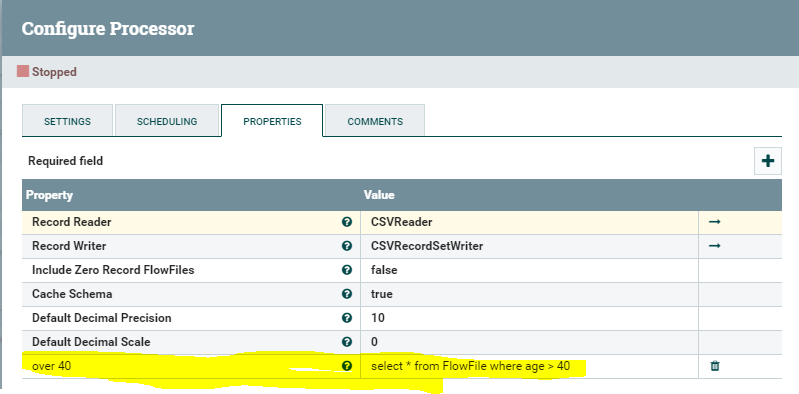 Configure Processor
Stopped
SETTINGS SCHEDULING PROPERTIES COMMENTS
Required field
Property Value
Record Reader CSVReader
Record Writer CSVRecordSetWriter
Include Zero Record FlowFiles false
Cache Schema true
Default Decimal Precision 10
Default Decimal Scale 0
over 40 select * from FlowFile where age > 40